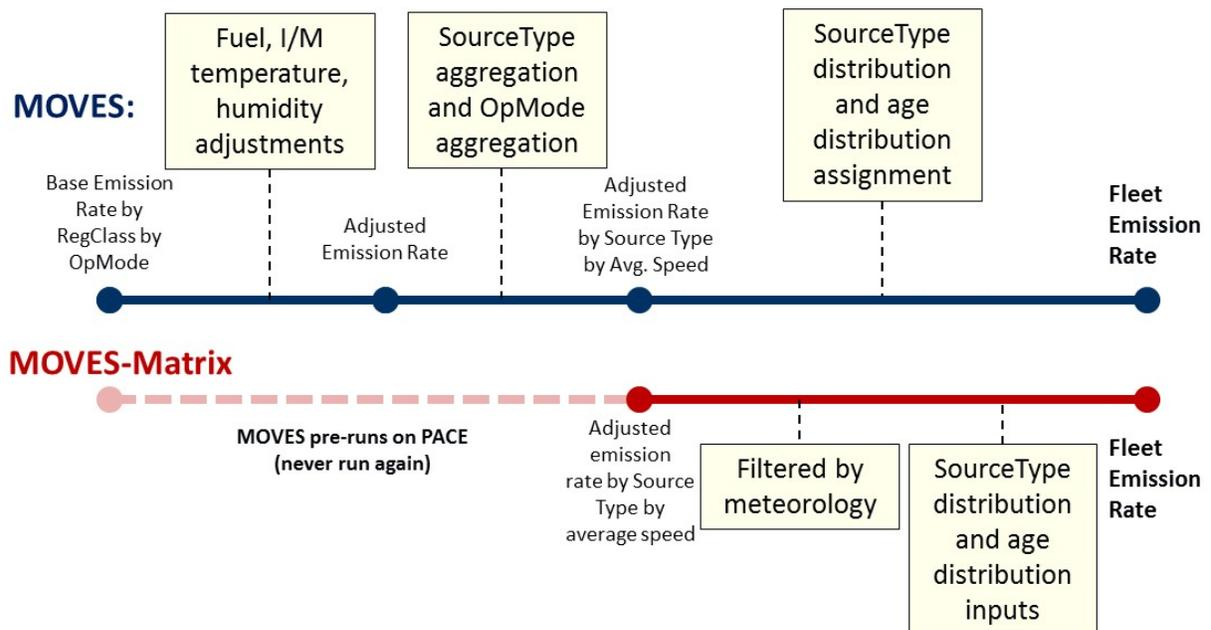 MOVES:
Fuel, I/M
temperature,
humidity
adjustments
SourceType
aggregation
and OpMode
aggregation
SourceType
distribution
and age
distribution
assignment
Base Emission
Rate by
RegClass by
OpMode
Adjusted
Emission Rate
Adjusted
Emission Rate
by Source Type
by Avg. Speed
Fleet
Emission
Rate
MOVES-Matrix
MOVES pre-runs on PACE
(never run again)
Adjusted
emission
rate by Source
Type by
average speed
Filtered by
meteorology
SourceType
distribution
and age
distribution
inputs
Fleet
Emission
Rate